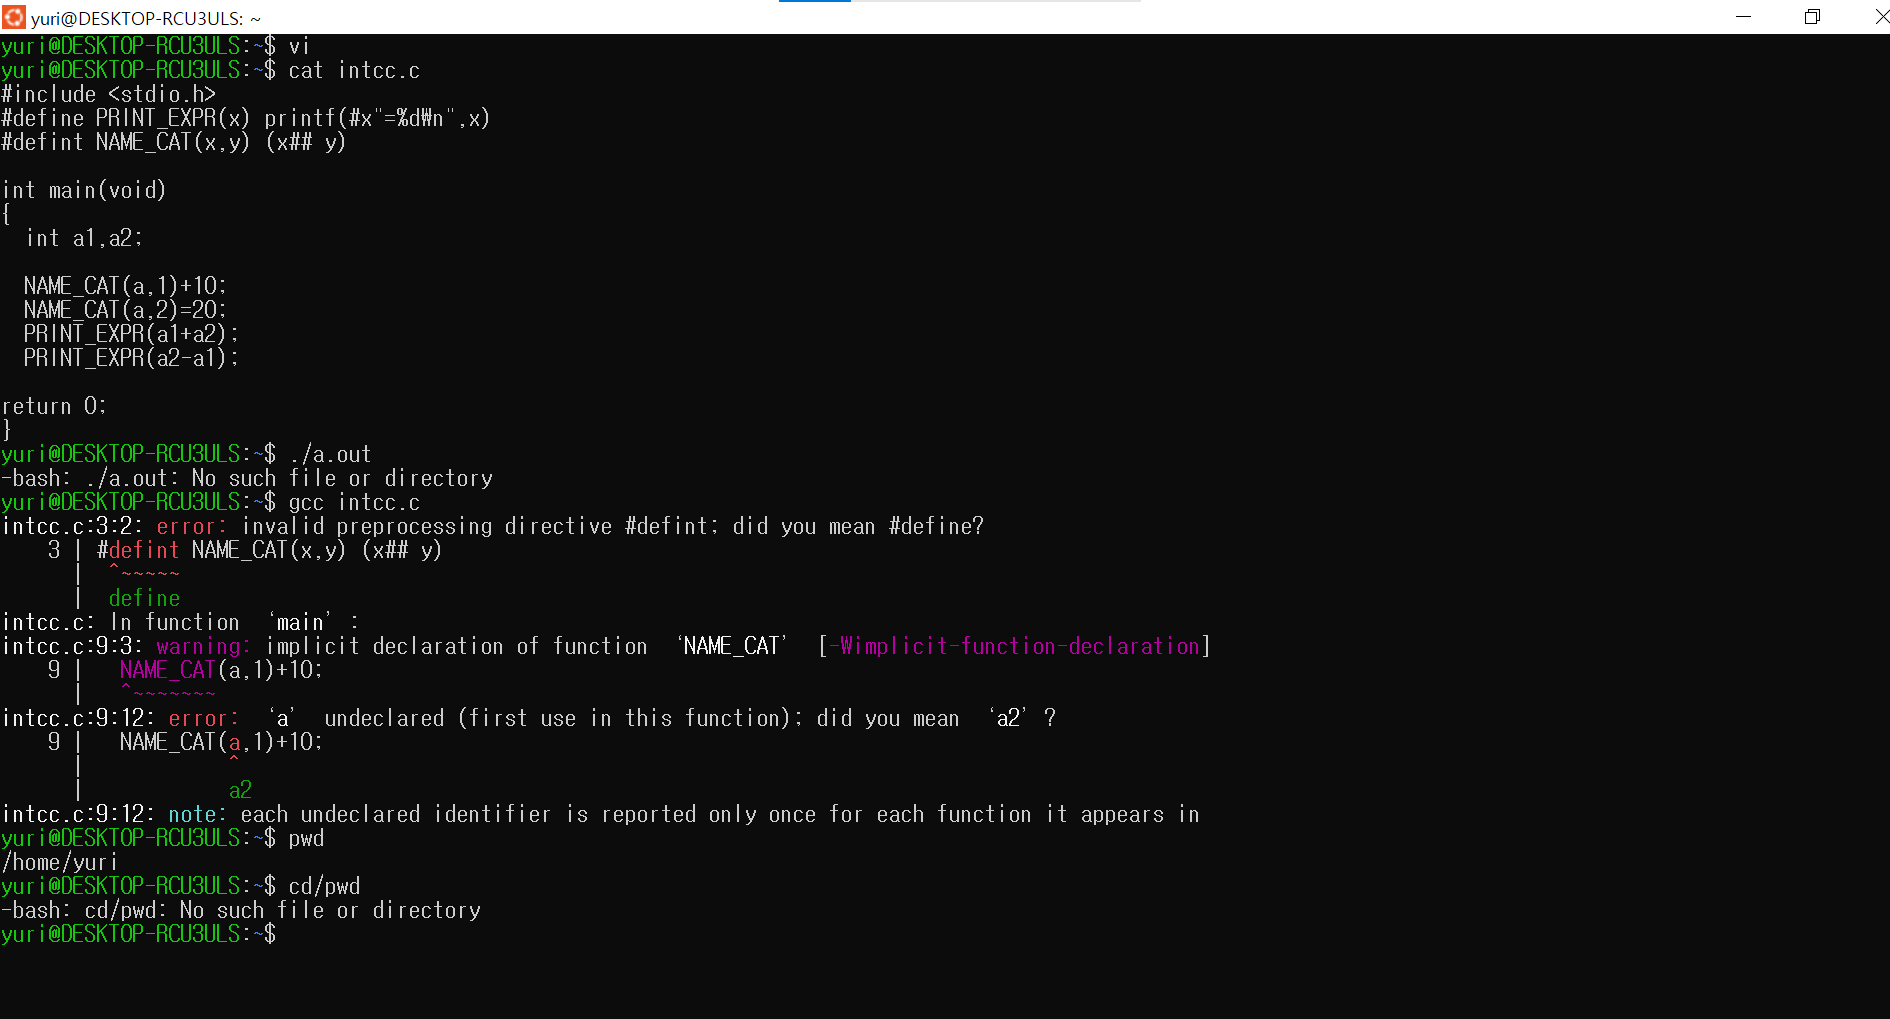 yuri@DESKTOP-RCU3ULS: ~
yuri@DESKTOP-RCU3ULS:~$ vi
yuri@DESKTOP-RCU3ULS:~$ cat intcc.c
#include <stdio.h>
#define PRINT_EXPR(x) printf(#x"=%d₩n",x)
#defint NAME_CAT(x,y) (x## y)
int main(void)
{
int a1,a2;
NAME_CAT(a,1)+10;
NAME_CAT(a,2)=20;
PRINT_EXPR(a1+a2);
PRINT_EXPR(a2-a1);
return 0;
}
yuri@DESKTOP-RCU3ULS:~$ ./a.out
-bash: ./a.out: No such file or directory
yuri@DESKTOP-RCU3ULS:~$ gcc intcc.c
intcc.c:3:2: error: invalid preprocessing directive #defint; did you mean #define?
3 | #defint NAME_CAT(x,y) (x## y)
| ^~~~~~
| define
intcc.c: In function ‘main’ :
intcc.c:9:3: warning: implicit declaration of function ‘NAME_CAT’ [-Wimplicit-function-declaration]
9 | NAME_CAT(a,1)+10;
| ^~~~~~~~
intcc.c:9:12: error: ‘a’ undeclared (first use in this function); did you mean ‘a2’ ?
9 | NAME_CAT(a,1)+10;
| ^
| a2
intcc.c:9:12: note: each undeclared identifier is reported only once for each function it appears in
yuri@DESKTOP-RCU3ULS:~$ pwd
/home/yuri
yuri@DESKTOP-RCU3ULS:~$ cd/pwd
-bash: cd/pwd: No such file or directory
yuri@DESKTOP-RCU3ULS:~$